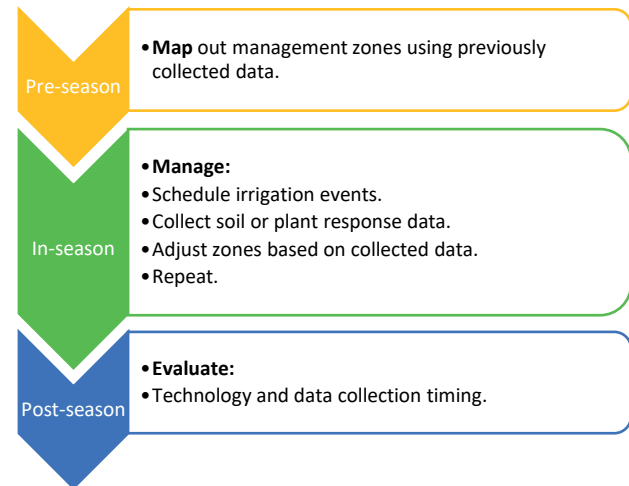 Pre-season
•Map out management zones using previously
collected data.
In-season
•Manage:
•Schedule irrigation events.
•Collect soil or plant response data.
•Adjust zones based on collected data.
•Repeat.
Post-season
•Evaluate:
•Technology and data collection timing.